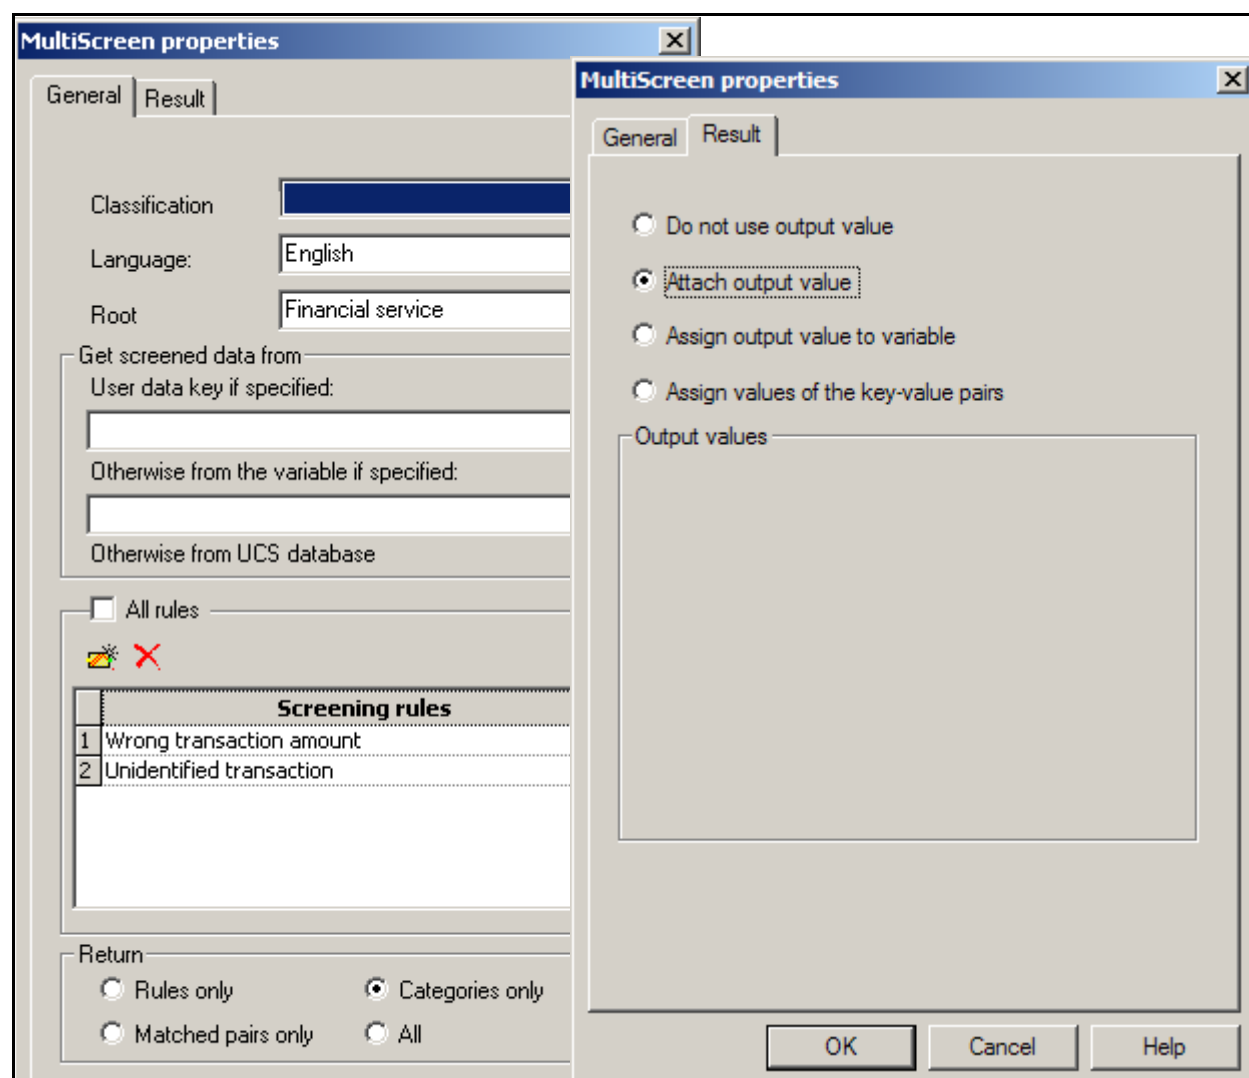 MultiScreen properties
General Result
Classification
Language: English
Root Financial service
Get screened data from
User data key if specified:
Otherwise from the variable if specified:
Otherwise from UCS database
All rules
Screening rules
1 Wrong transaction amount
2 Unidentified transaction
Return
Rules only Categories only
Matched pairs only All
MultiScreen properties
General Result
Do not use output value
Attach output value
Assign output value to variable
Assign values of the key-value pairs
Output values
OK Cancel Help